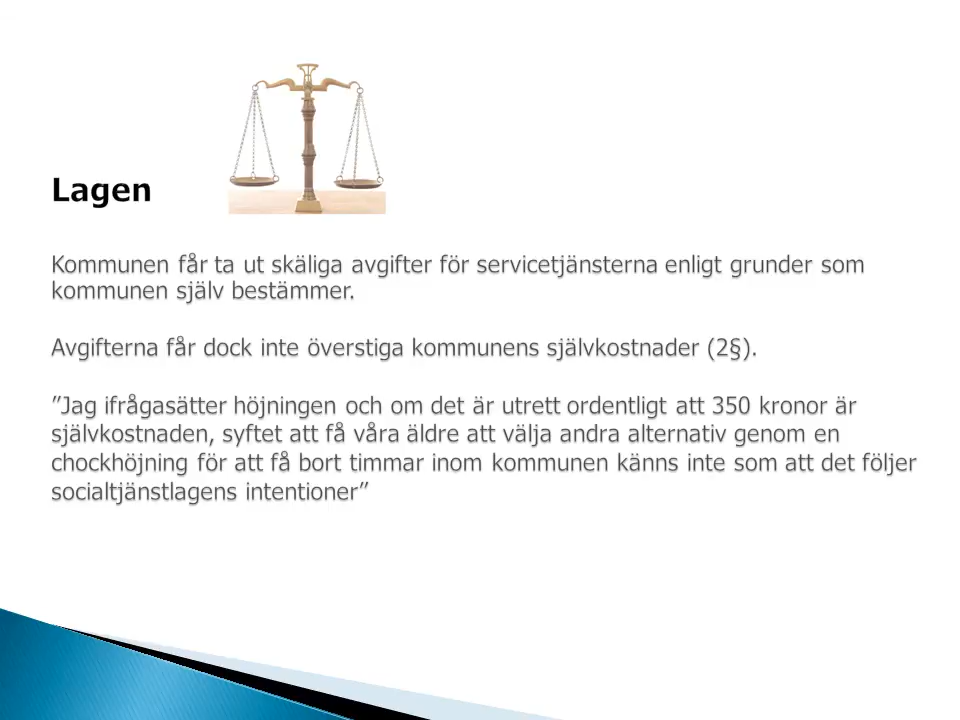 Lagen
Kommunen får ta ut skäliga avgifter för servicetjänsterna enligt grunder som
kommunen själv bestämmer.
Avgifterna får dock inte överstiga kommunens självkostnader (2§).
”Jag ifrågasätter höjningen och om det är utrett ordentligt att 350 kronor är
självkostnaden, syftet att få våra äldre att välja andra alternativ genom en
chockhöjning för att få bort timmar inom kommunen känns inte som att det följer
socialtjänstlagens intentioner”